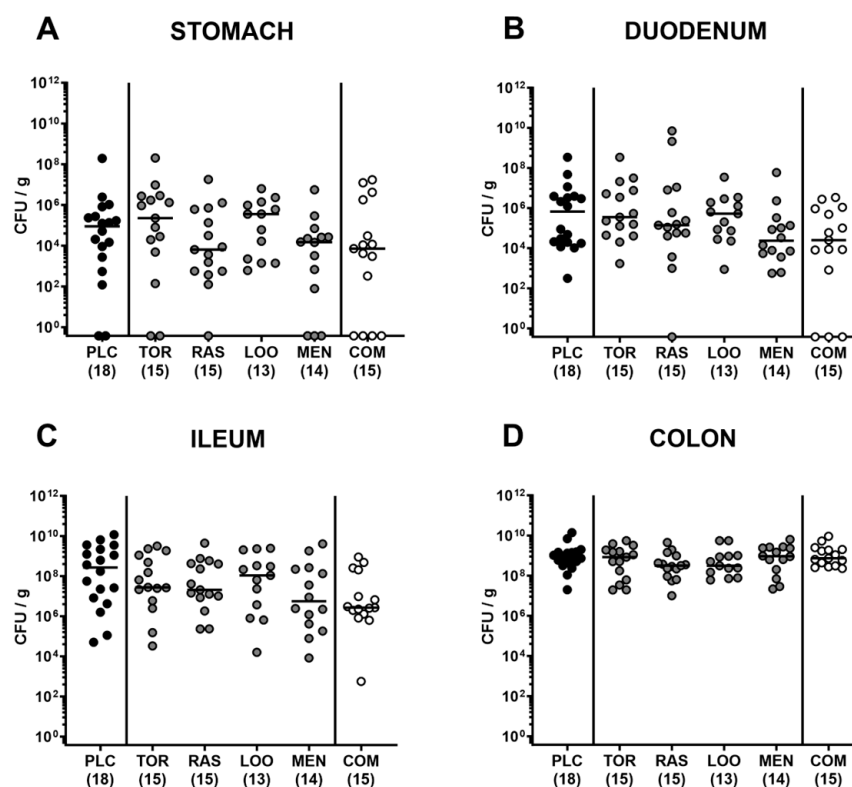 A STOMACH
CFU / g
10¹²
10¹⁰
10⁸
10⁶
10⁴
10²
10⁰
PLC TOR RAS LOO MEN COM
(18) (15) (15) (13) (14) (15)
B DUODENUM
CFU / g
10¹²
10¹⁰
10⁸
10⁶
10⁴
10²
10⁰
PLC TOR RAS LOO MEN COM
(18) (15) (15) (13) (14) (15)
C ILEUM
CFU / g
10¹²
10¹⁰
10⁸
10⁶
10⁴
10²
10⁰
PLC TOR RAS LOO MEN COM
(18) (15) (15) (13) (14) (15)
D COLON
CFU / g
10¹²
10¹⁰
10⁸
10⁶
10⁴
10²
10⁰
PLC TOR RAS LOO MEN COM
(18) (15) (15) (13) (14) (15)